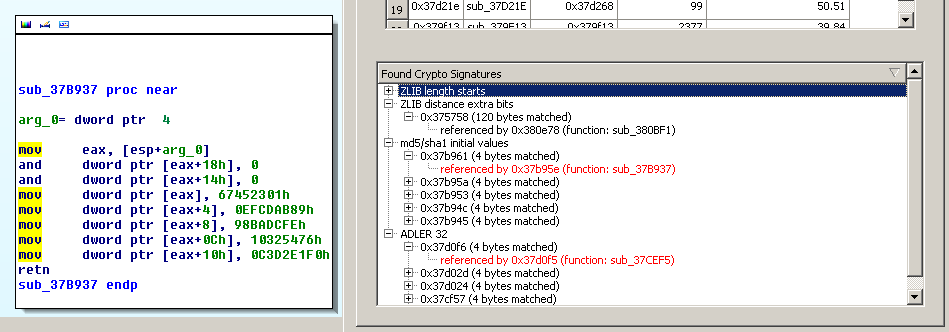 sub_37B937 proc near
arg_0= dword ptr 4
mov eax, [esp+arg_0]
and dword ptr [eax+18h], 0
and dword ptr [eax+14h], 0
mov dword ptr [eax], 67452301h
mov dword ptr [eax+4], 0EFCDAB89h
mov dword ptr [eax+8], 98BADCFEh
mov dword ptr [eax+0Ch], 10325476h
mov dword ptr [eax+10h], 0C3D2E1F0h
retn
sub_37B937 endp
19 0x37d21e sub_37D21E 0x37d268 99 50.51
0x379f13 2377 39.84
Found Crypto Signatures
ZLIB length starts
ZLIB distance extra bits
0x375758 (120 bytes matched)
referenced by 0x380e78 (function: sub_380BF1)
md5/sha1 initial values
0x37b961 (4 bytes matched)
referenced by 0x37b95e (function: sub_37B937)
0x37b95a (4 bytes matched)
0x37b953 (4 bytes matched)
0x37b94c (4 bytes matched)
0x37b945 (4 bytes matched)
ADLER 32
0x37d0f6 (4 bytes matched)
referenced by 0x37d0f5 (function: sub_37CEF5)
0x37d02d (4 bytes matched)
0x37d024 (4 bytes matched)
0x37cf57 (4 bytes matched)